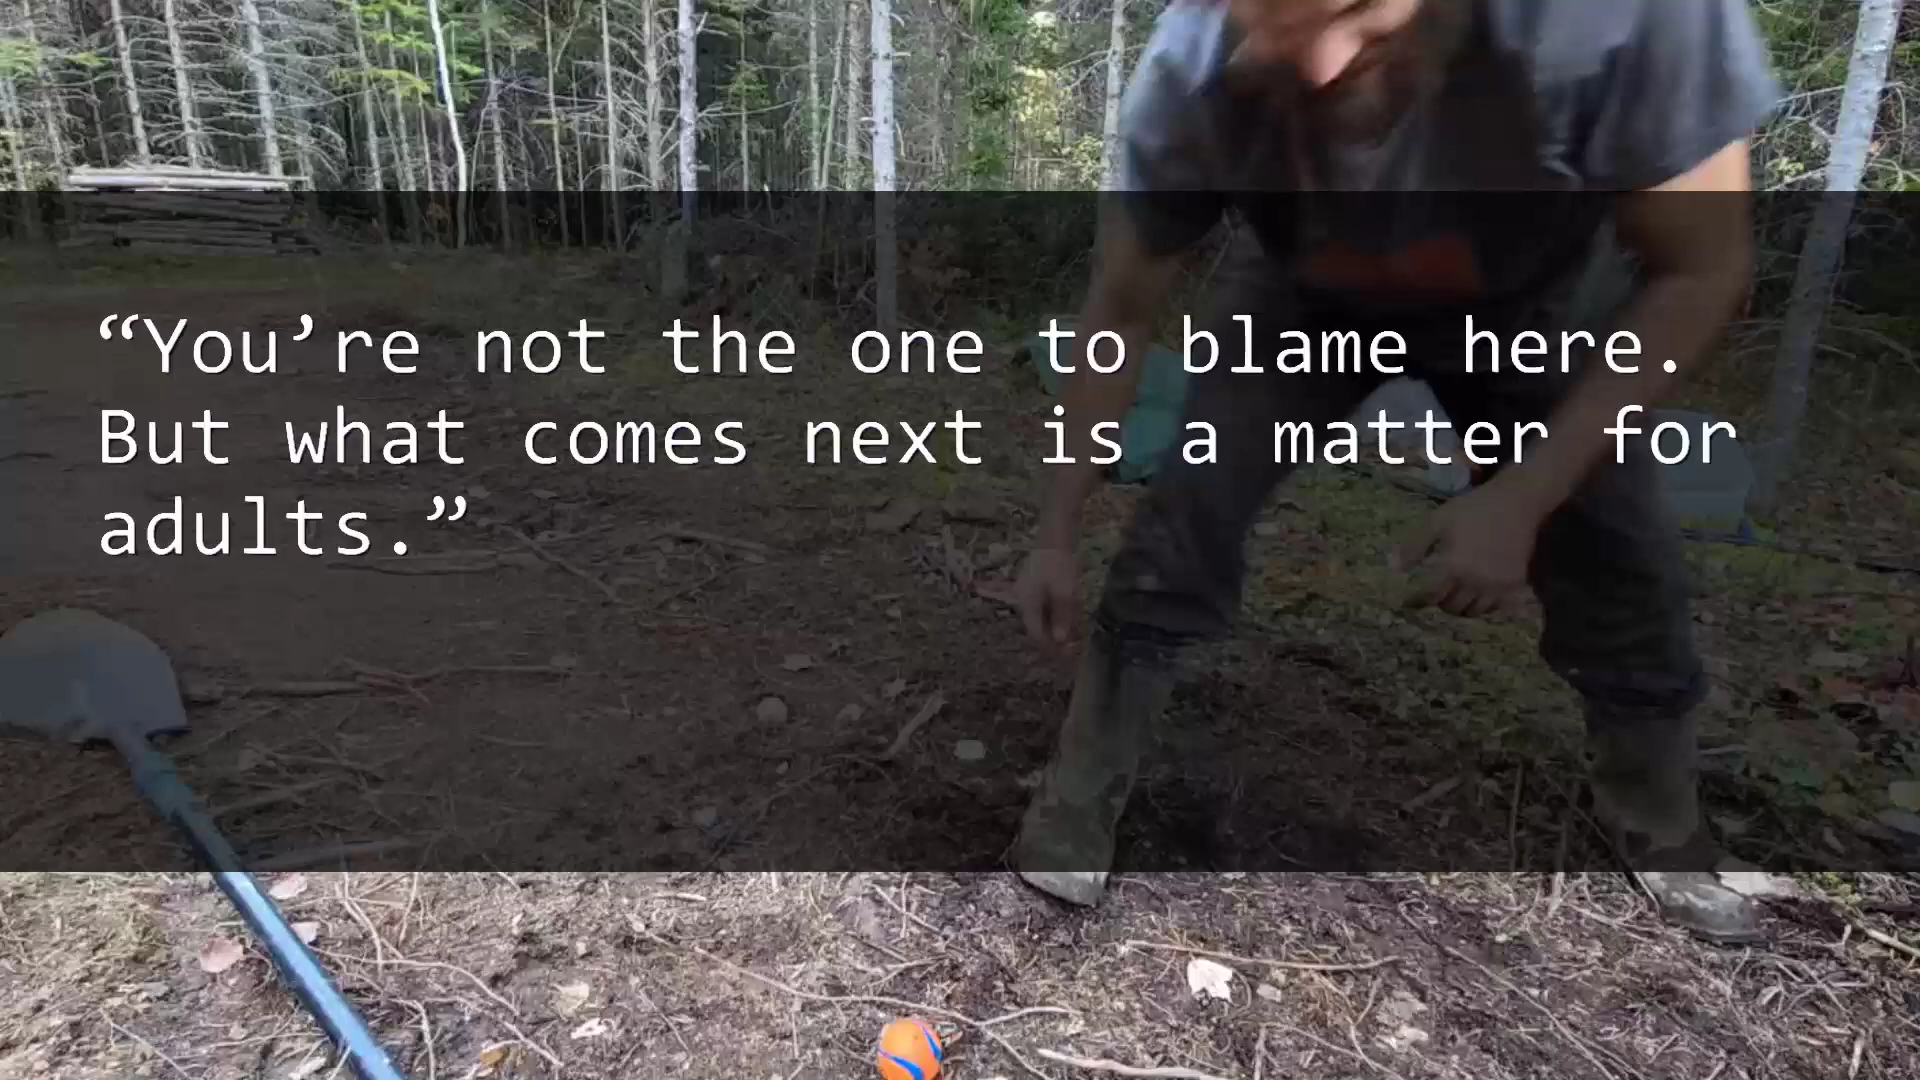 “You’re not the one to blame here.
But what comes next is a matter for
adults.”